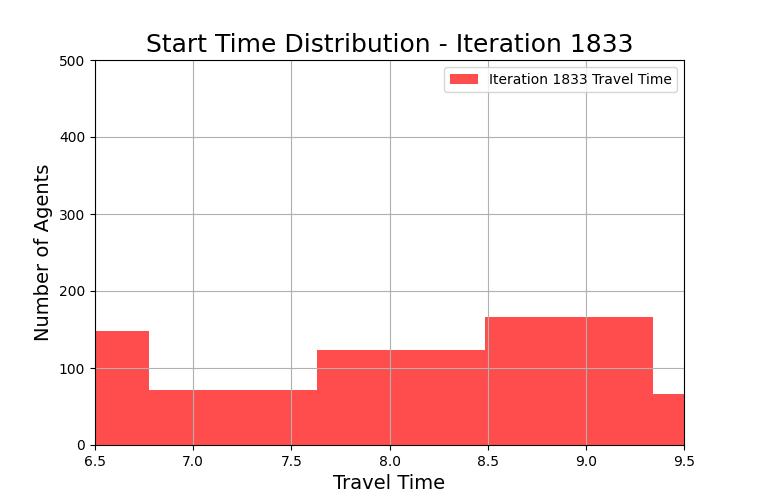 Start Time Distribution - Iteration 1833
Iteration 1833 Travel Time
Number of Agents
500
400
300
200
100
0
6.5 7.0 7.5 8.0 8.5 9.0 9.5
Travel Time